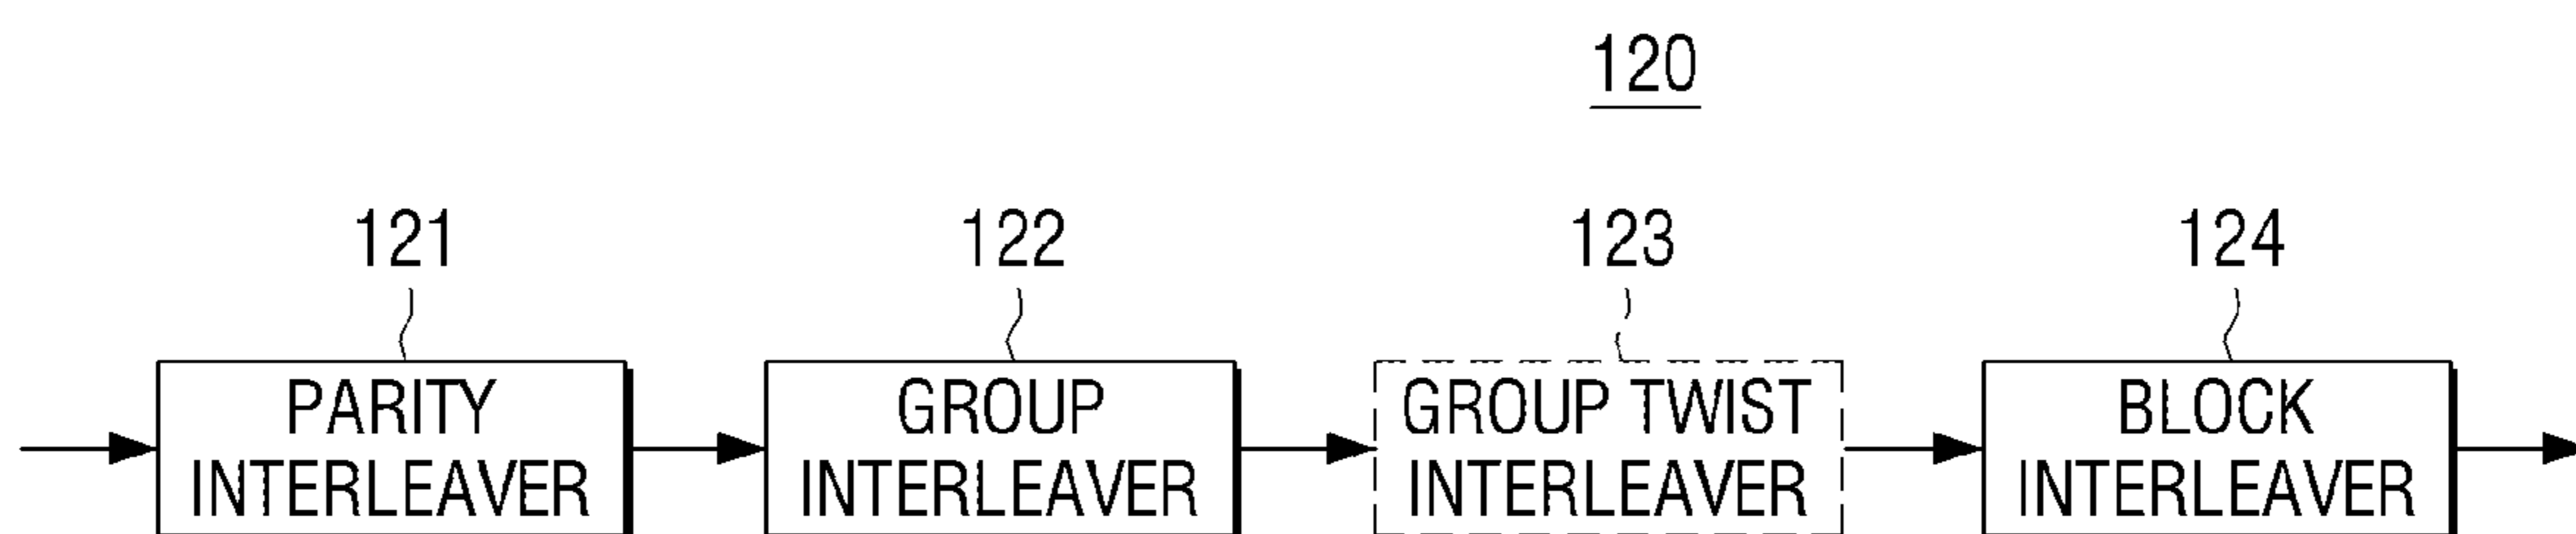 120
121
122
123
124
PARITY
INTERLEAVER
GROUP
INTERLEAVER
GROUP TWIST
INTERLEAVER
BLOCK
INTERLEAVER